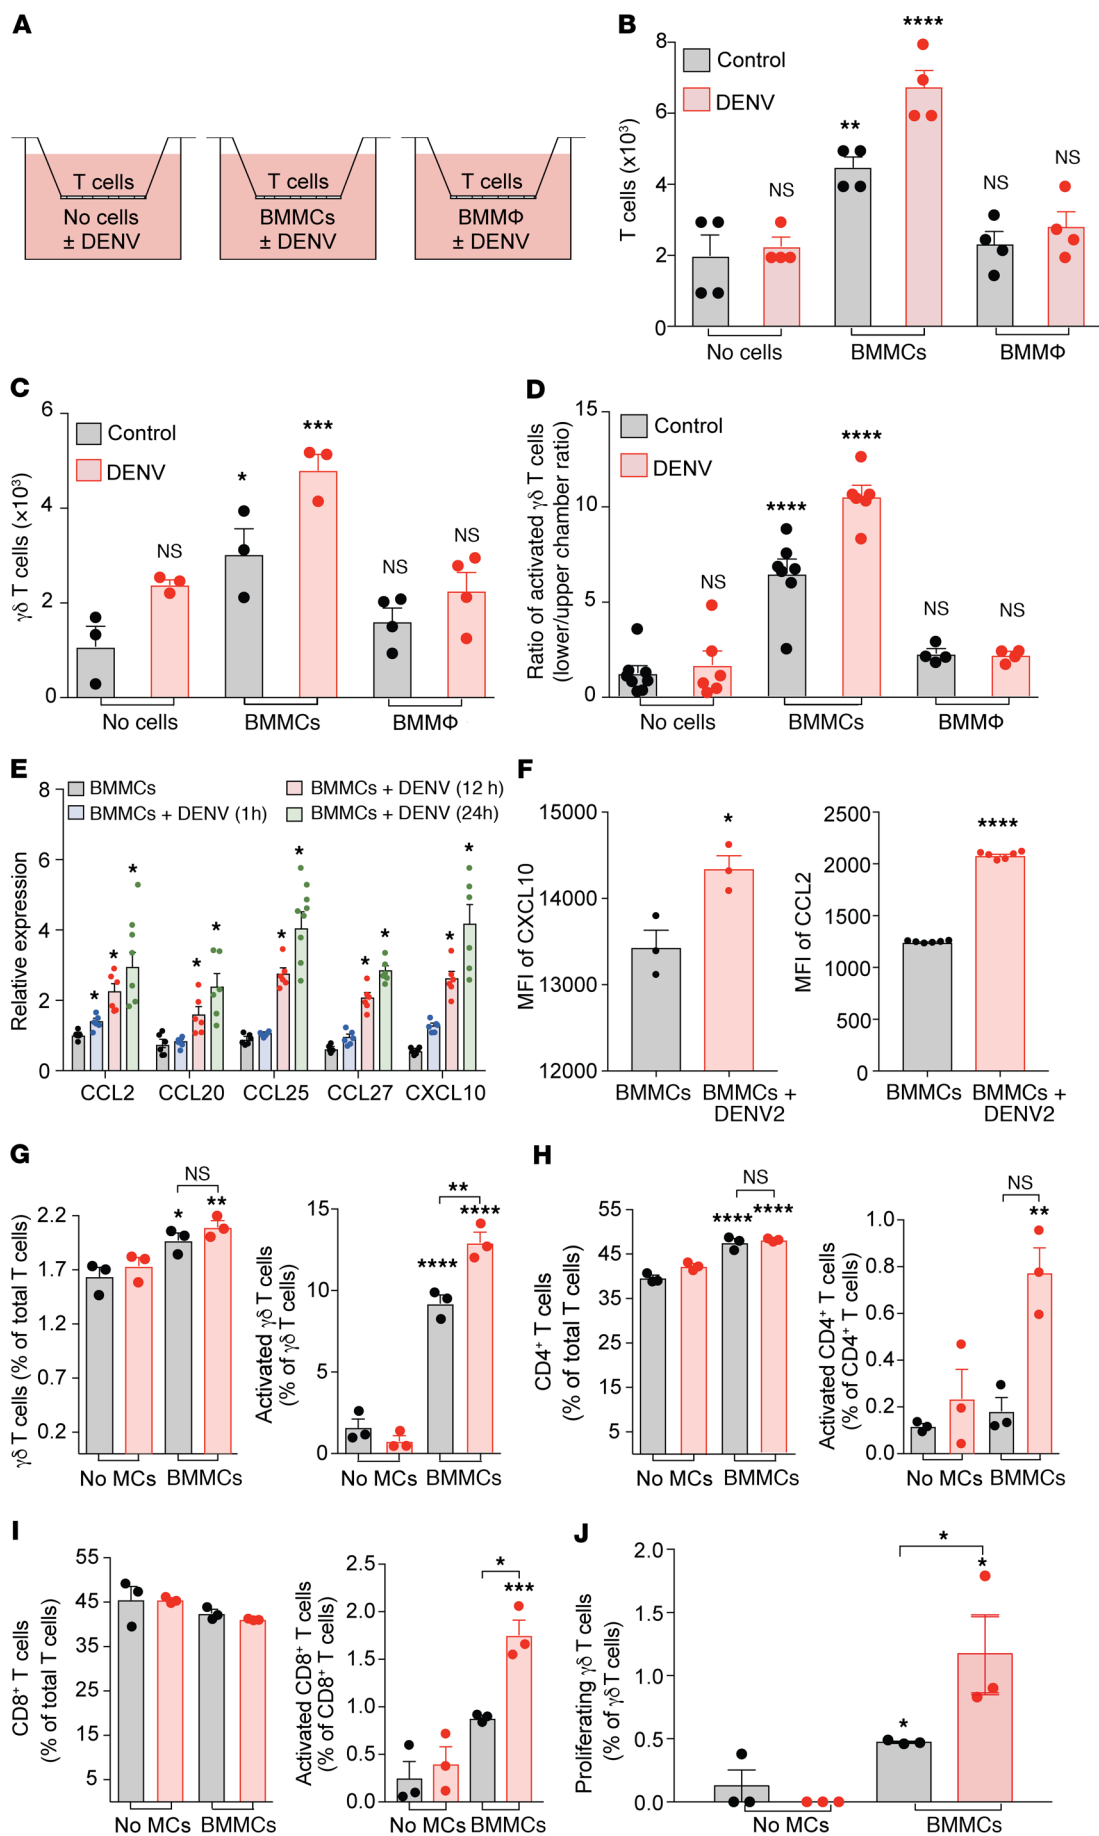 A
T cells
No cells
± DENV
T cells
BMMCs
± DENV
T cells
BMMΦ
± DENV
B
T cells (x10³)
8
6
4
2
0
Control
DENV
NS
**
****
NS
NS
No cells
BMMCs
BMMΦ
C
γδ T cells (×10³)
6
4
2
0
Control
DENV
NS
*
***
NS
NS
No cells
BMMCs
BMMΦ
D
Ratio of activated γδ T cells
(lower/upper chamber ratio)
15
10
5
0
Control
DENV
NS
****
****
NS
NS
No cells
BMMCs
BMMΦ
E
Relative expression
8
6
4
2
0
BMMCs
BMMCs + DENV (1h)
BMMCs + DENV (12 h)
BMMCs + DENV (24h)
* * *
* *
* *
* *
* *
CCL2
CCL20
CCL25
CCL27
CXCL10
F
MFI of CXCL10
15000
14000
13000
12000
*
BMMCs
BMMCs +
DENV2
MFI of CCL2
2500
2000
1500
1000
500
0
****
BMMCs
BMMCs +
DENV2
G
γδ T cells (% of total T cells)
2.2
1.7
1.2
0.7
0.2
NS
*
**
No MCs
BMMCs
Activated γδ T cells
(% of γδ T cells)
15
10
5
0
**
****
****
No MCs
BMMCs
H
CD4⁺ T cells
(% of total T cells)
55
45
35
25
15
5
NS
****
****
No MCs
BMMCs
Activated CD4⁺ T cells
(% of CD4⁺ T cells)
1.0
0.8
0.6
0.4
0.2
0.0
NS
**
No MCs
BMMCs
I
CD8⁺ T cells
(% of total T cells)
55
45
35
25
15
5
No MCs
BMMCs
Activated CD8⁺ T cells
(% of CD8⁺ T cells)
2.5
2.0
1.5
1.0
0.5
0.0
*
***
No MCs
BMMCs
J
Proliferating γδ T cells
(% of γδ T cells)
2.0
1.5
1.0
0.5
0.0
*
*
*
No MCs
BMMCs